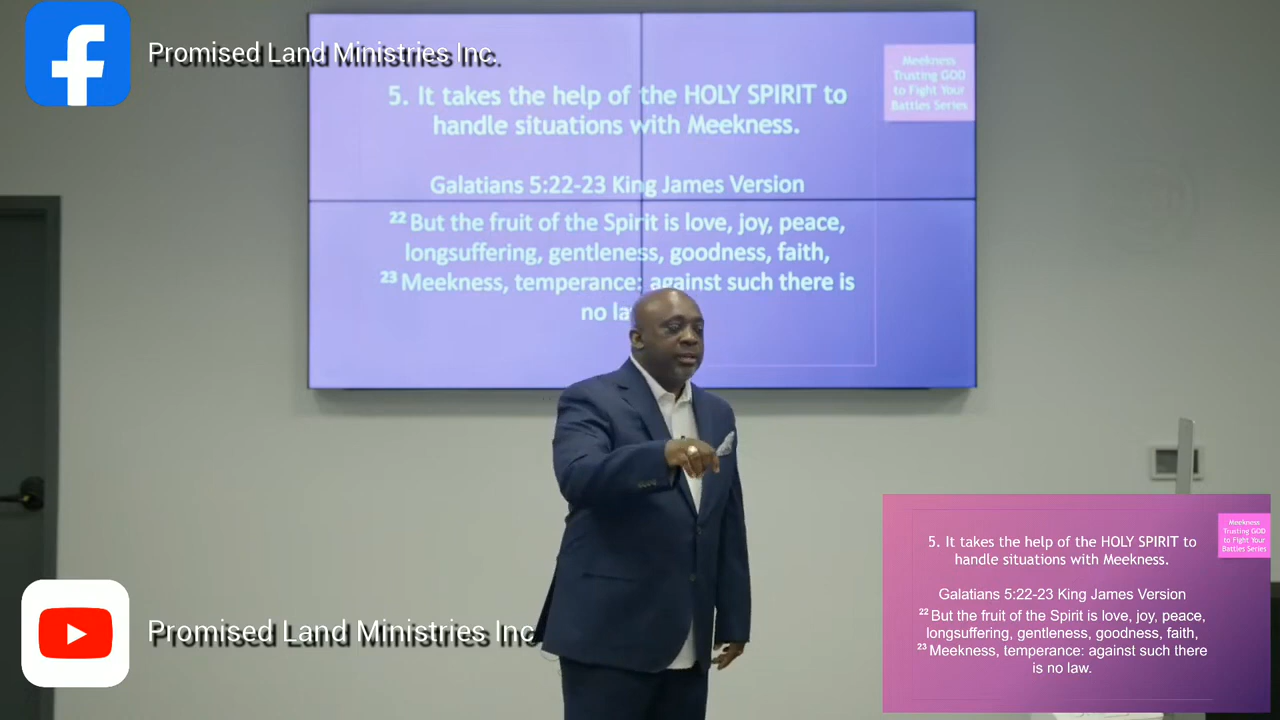 Promised Land Ministries Inc.
5. It takes the help of the HOLY SPIRIT to
handle situations with Meekness.
Meekness
Trusting GOD
to Fight Your
Battles Series
Galatians 5:22-23 King James Version
22 But the fruit of the Spirit is love, joy, peace,
longsuffering, gentleness, goodness, faith,
23 Meekness, temperance: against such there is
no la
Promised Land Ministries Inc
5. It takes the help of the HOLY SPIRIT to
handle situations with Meekness.
Meekness
Trusting GOD
to Fight Your
Battles Series
Galatians 5:22-23 King James Version
22 But the fruit of the Spirit is love, joy, peace,
longsuffering, gentleness, goodness, faith,
23 Meekness, temperance: against such there
is no law.